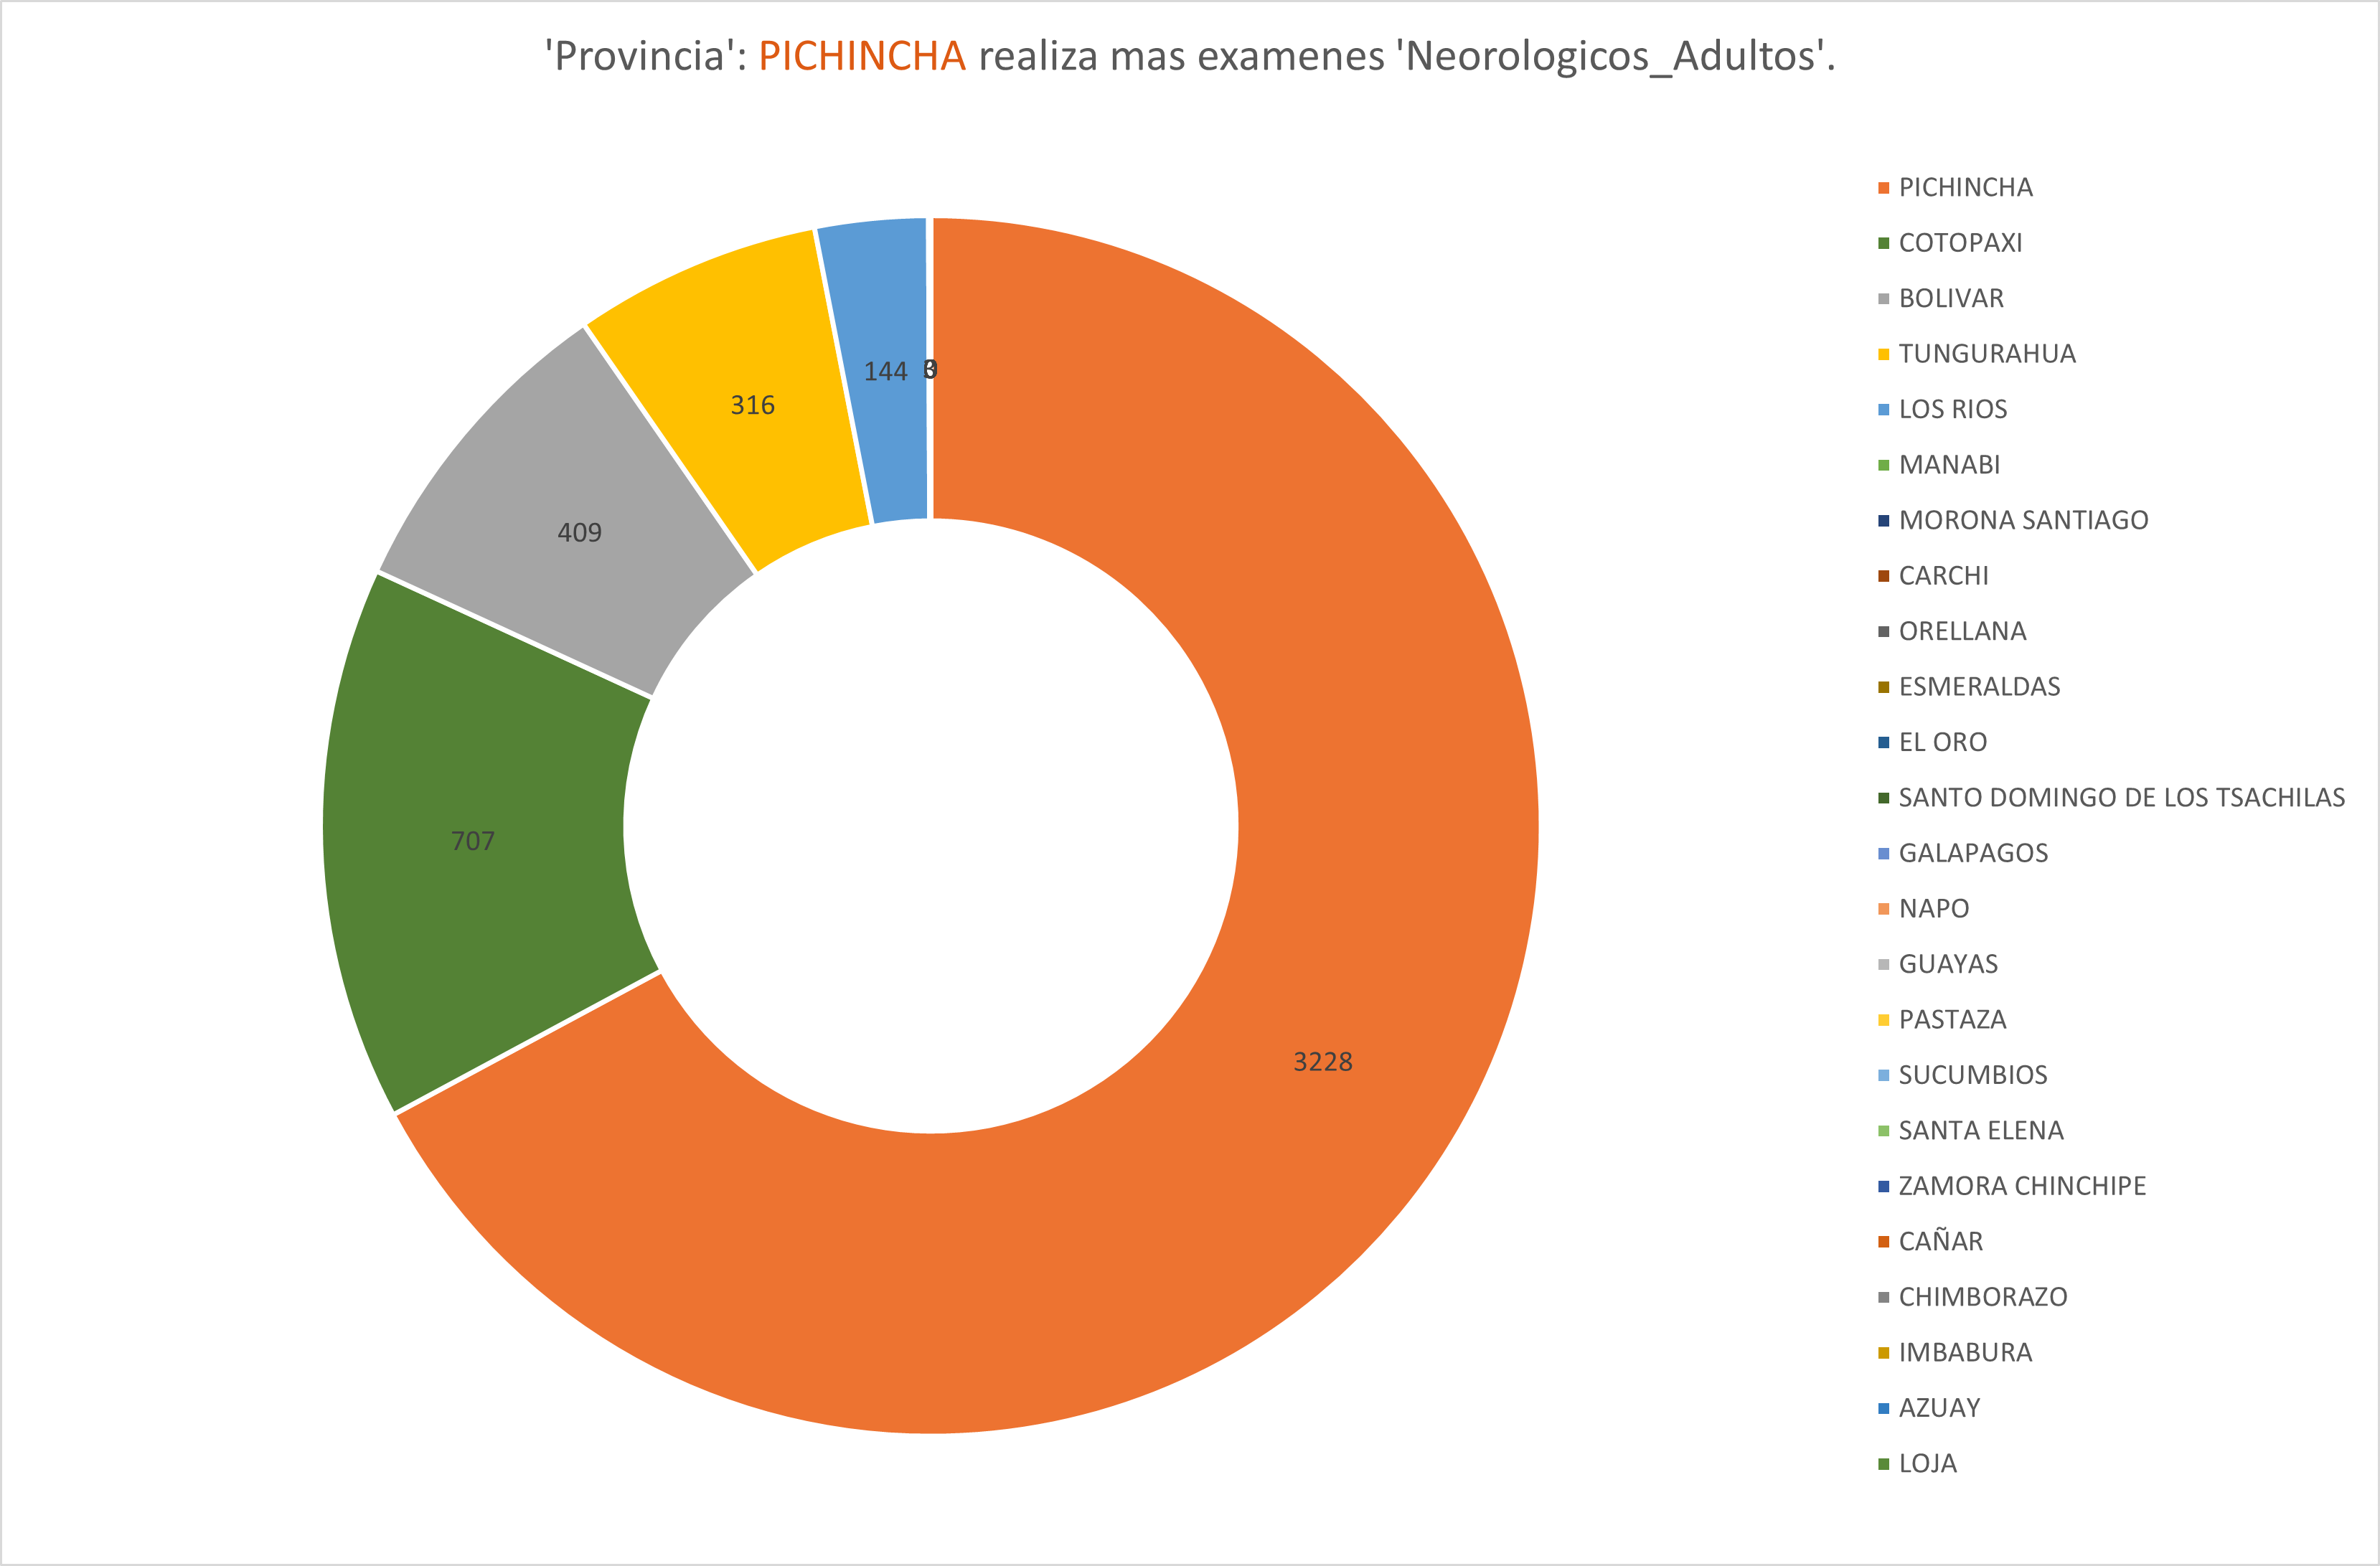 'Provincia': PICHINCHA realiza mas examenes 'Neorologicos_Adultos'.
PICHINCHA
COTOPAXI
BOLIVAR
TUNGURAHUA
LOS RIOS
MANABI
MORONA SANTIAGO
CARCHI
ORELLANA
ESMERALDAS
EL ORO
SANTO DOMINGO DE LOS TSACHILAS
GALAPAGOS
NAPO
GUAYAS
PASTAZA
SUCUMBIOS
SANTA ELENA
ZAMORA CHINCHIPE
CAÑAR
CHIMBORAZO
IMBABURA
AZUAY
LOJA
144
316
409
707
3228